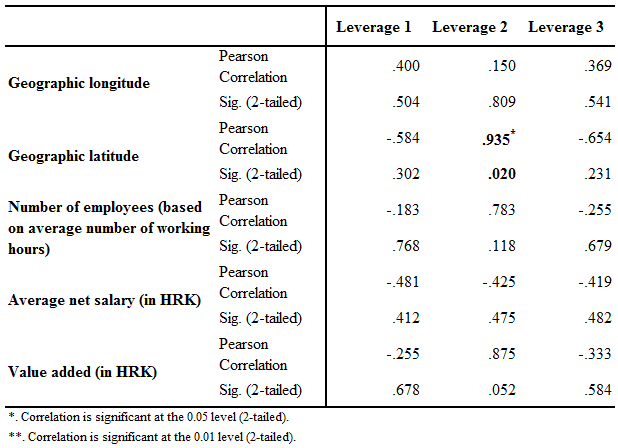 Leverage 1 Leverage 2 Leverage 3
Geographic longitude
Pearson
Correlation
.400 .150 .369
Sig. (2-tailed) .504 .809 .541
Geographic latitude
Pearson
Correlation
-.584 .935* -.654
Sig. (2-tailed) .302 .020 .231
Number of employees (based
on average number of working
hours)
Pearson
Correlation
-.183 .783 -.255
Sig. (2-tailed) .768 .118 .679
Average net salary (in HRK)
Pearson
Correlation
-.481 -.425 -.419
Sig. (2-tailed) .412 .475 .482
Value added (in HRK)
Pearson
Correlation
-.255 .875 -.333
Sig. (2-tailed) .678 .052 .584
*. Correlation is significant at the 0.05 level (2-tailed).
**. Correlation is significant at the 0.01 level (2-tailed).